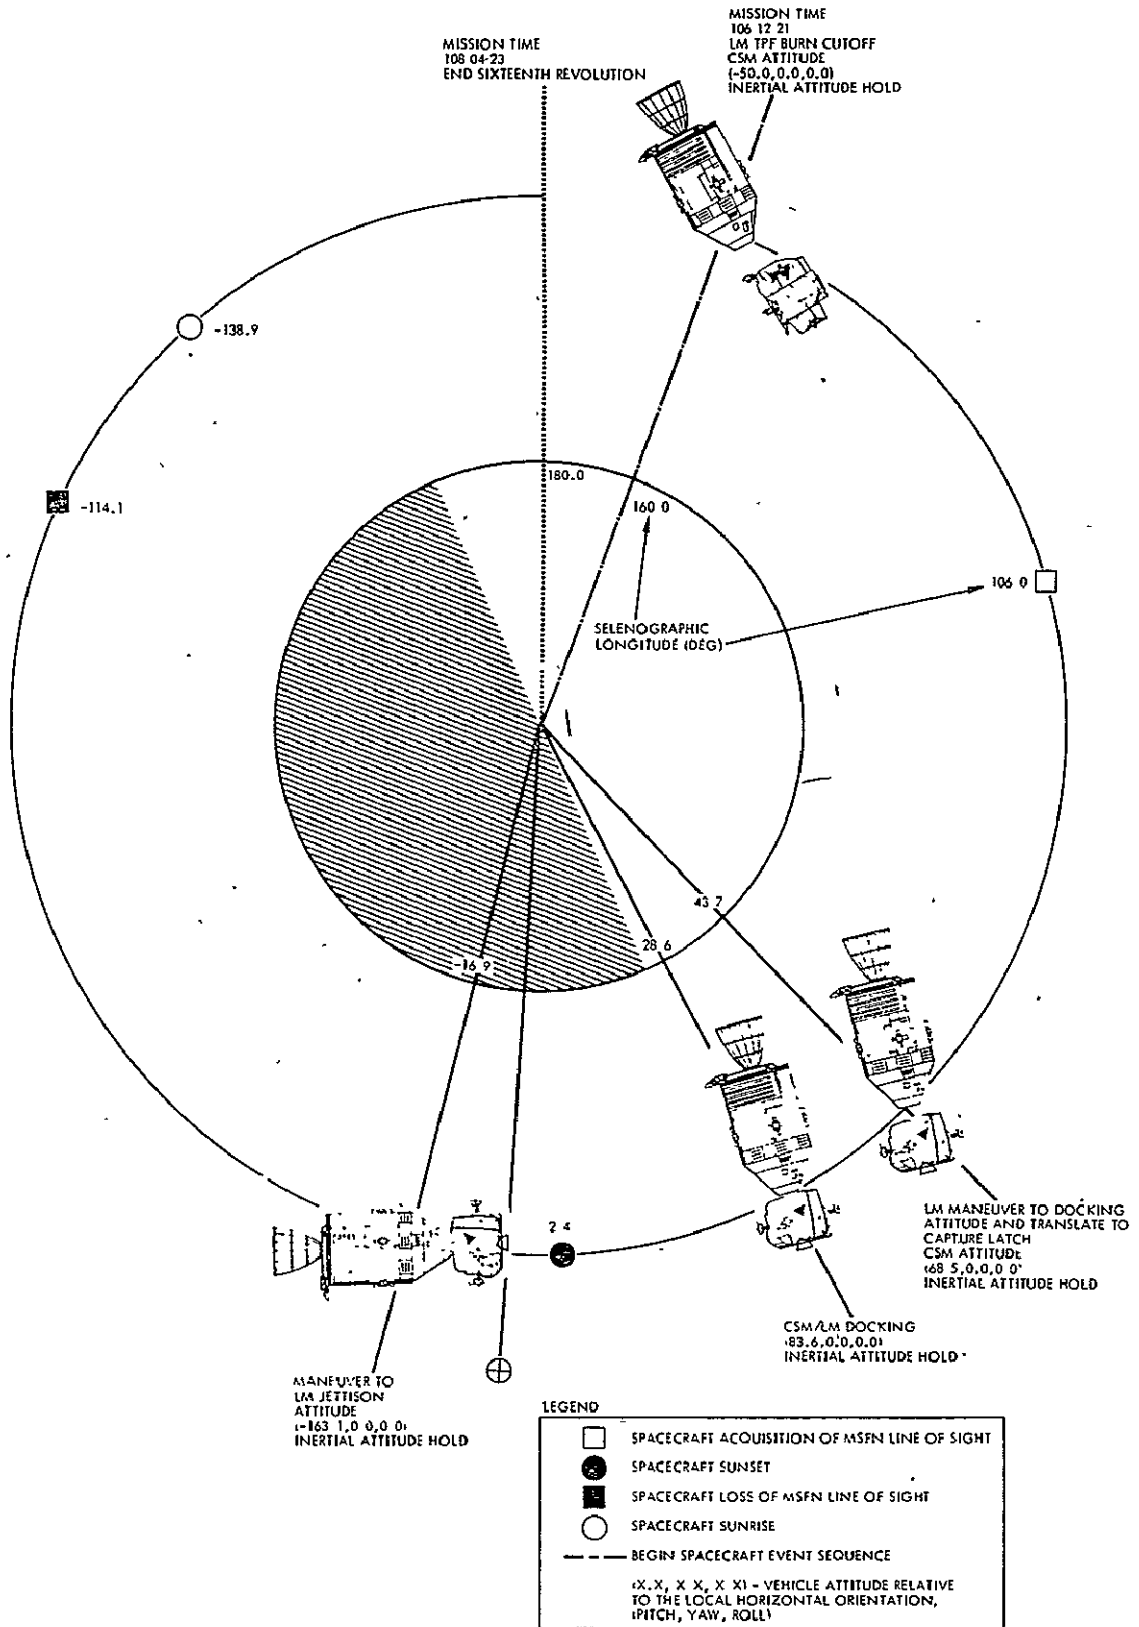 MISSION TIME
106 12 21
LM TPF BURN CUTOFF
CSM ATTITUDE
(-50.0,0.0,0.0)
INERTIAL ATTITUDE HOLD
MISSION TIME
108 04-23
END SIXTEENTH REVOLUTION
-138.9
-114.1
180.0
160 0
106 0
SELENOGRAPHIC
LONGITUDE (DEG)
43 7
28 6
-16 9
2 4
LM MANEUVER TO DOCKING
ATTITUDE AND TRANSLATE TO
CAPTURE LATCH
CSM ATTITUDE
(68 5,0.0,0 0)
INERTIAL ATTITUDE HOLD
CSM/LM DOCKING
(83.6,0.0,0.0)
INERTIAL ATTITUDE HOLD
MANEUVER TO
LM JETTISON
ATTITUDE
(-163 1,0 0,0 0)
INERTIAL ATTITUDE HOLD
LEGEND
SPACECRAFT ACQUISITION OF MSFN LINE OF SIGHT
SPACECRAFT SUNSET
SPACECRAFT LOSS OF MSFN LINE OF SIGHT
SPACECRAFT SUNRISE
BEGIN SPACECRAFT EVENT SEQUENCE
(X.X, X X, X X) - VEHICLE ATTITUDE RELATIVE
TO THE LOCAL HORIZONTAL ORIENTATION,
(PITCH, YAW, ROLL)